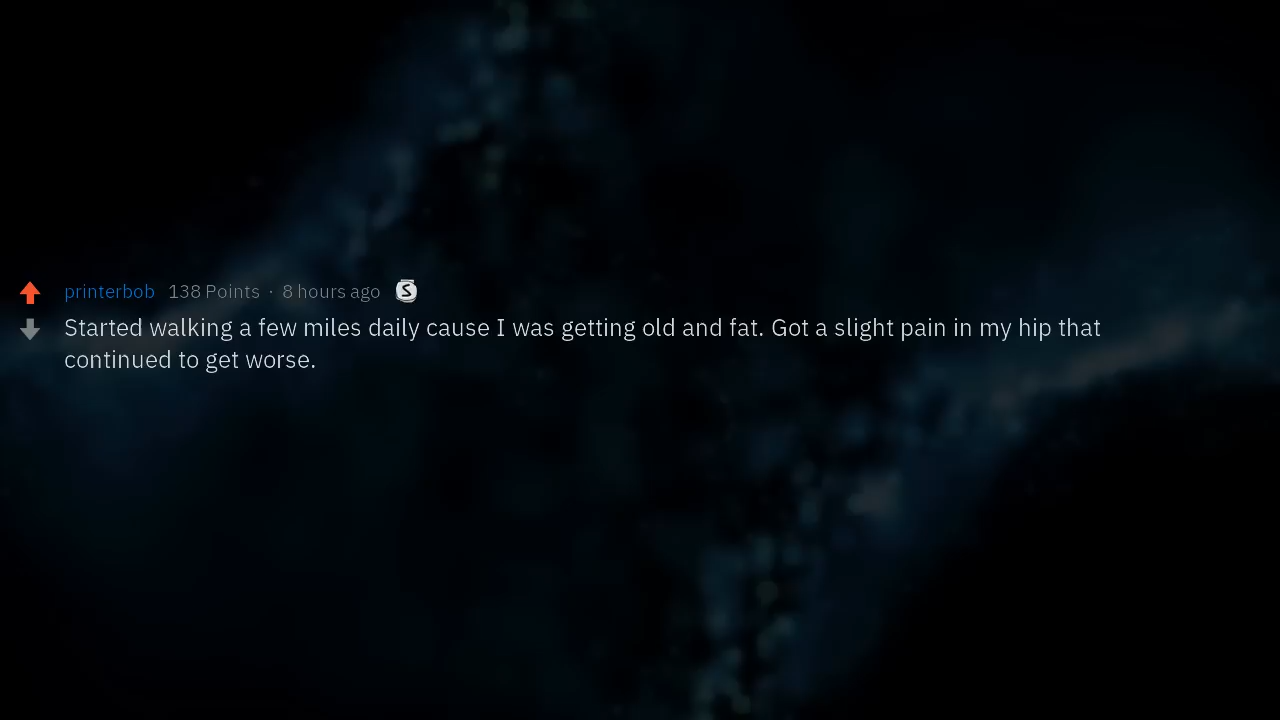 printerbob 138 Points · 8 hours ago S
Started walking a few miles daily cause I was getting old and fat. Got a slight pain in my hip that
continued to get worse.